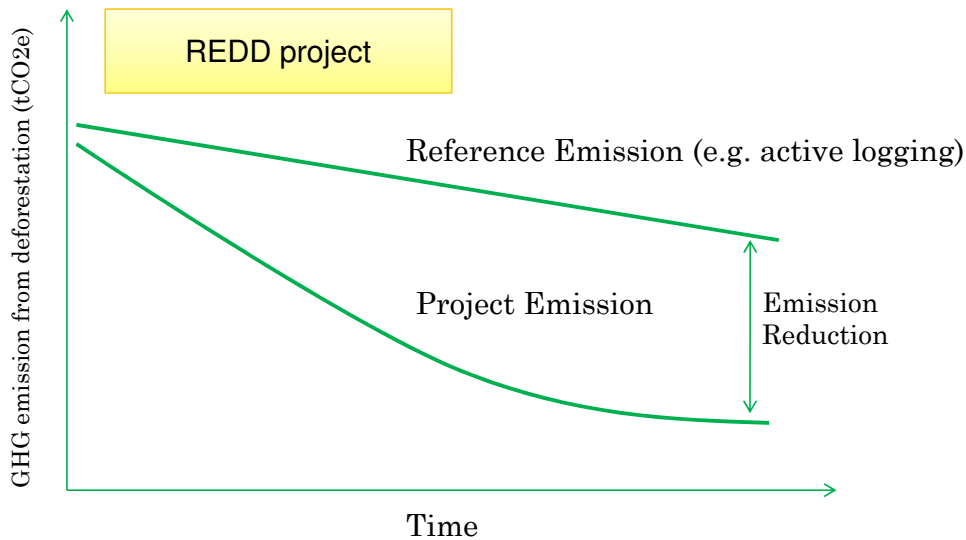 REDD project
GHG emission from deforestation (tCO2e)
Reference Emission (e.g. active logging)
Project Emission
Emission
Reduction
Time